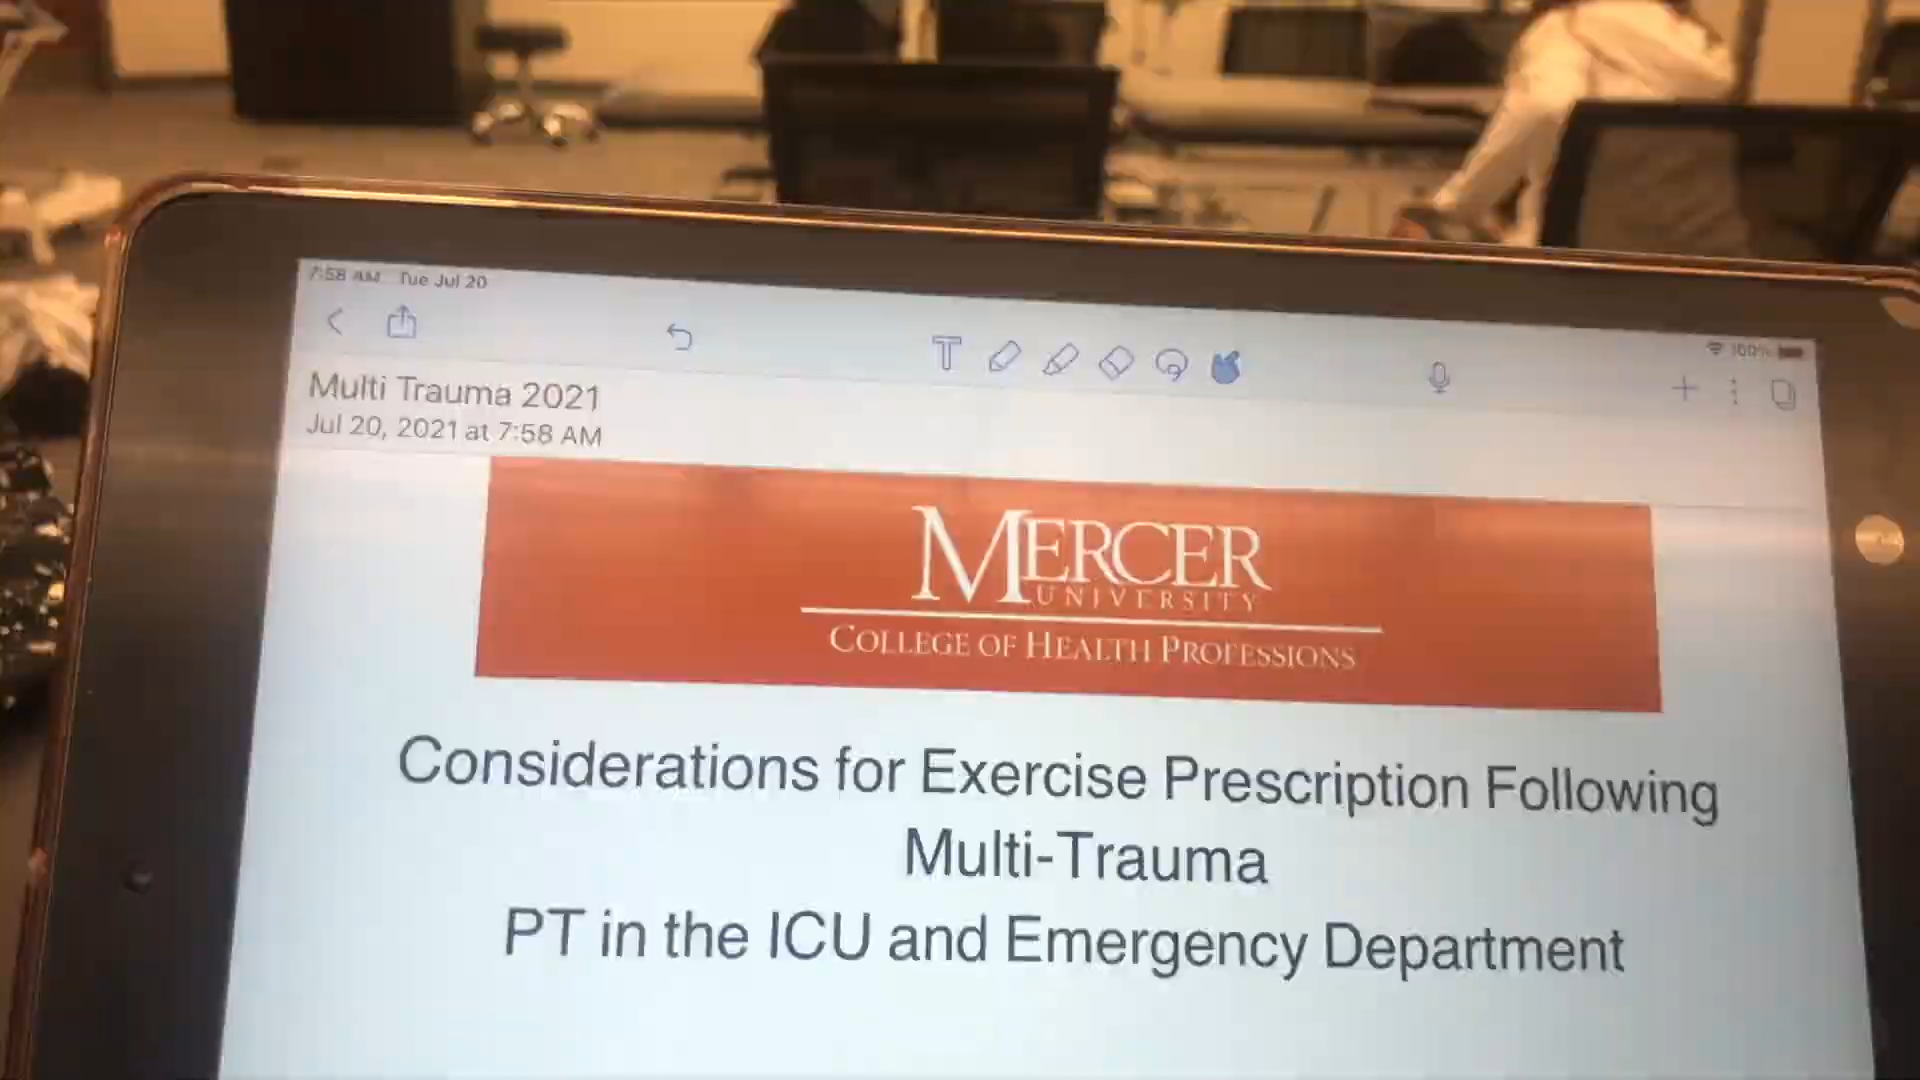 7:58 AM Tue Jul 20
100%
T
Multi Trauma 2021
Jul 20, 2021 at 7:58 AM
MERCER
UNIVERSITY
COLLEGE OF HEALTH PROFESSIONS
Considerations for Exercise Prescription Following
Multi-Trauma
PT in the ICU and Emergency Department